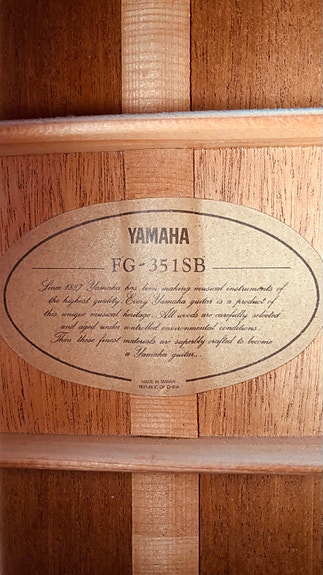 YAMAHA
FG-351SB
Since 1887 Yamaha has been making musical instruments of
the highest quality. Every Yamaha guitar is a product of
this unique musical heritage. All woods are carefully selected
and aged under controlled environmental conditions.
Then these finest materials are superbly crafted to become
a Yamaha guitar...
MADE IN TAIWAN
REPUBLIC OF CHINA